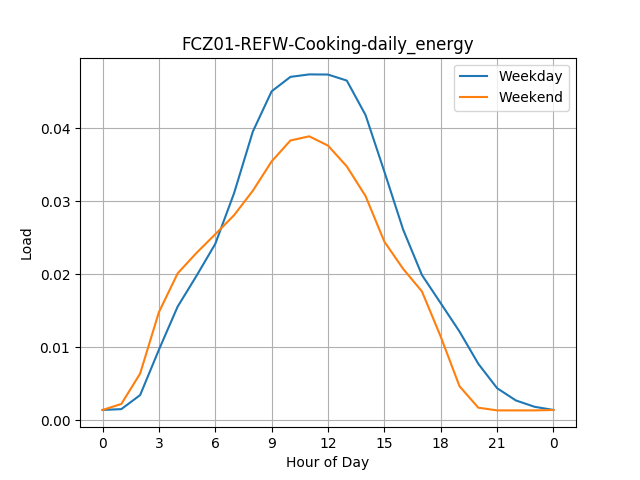 FCZ01-REFW-Cooking-daily_energy
Weekday
Weekend
Load
0.04
0.03
0.02
0.01
0.00
0 3 6 9 12 15 18 21 0
Hour of Day